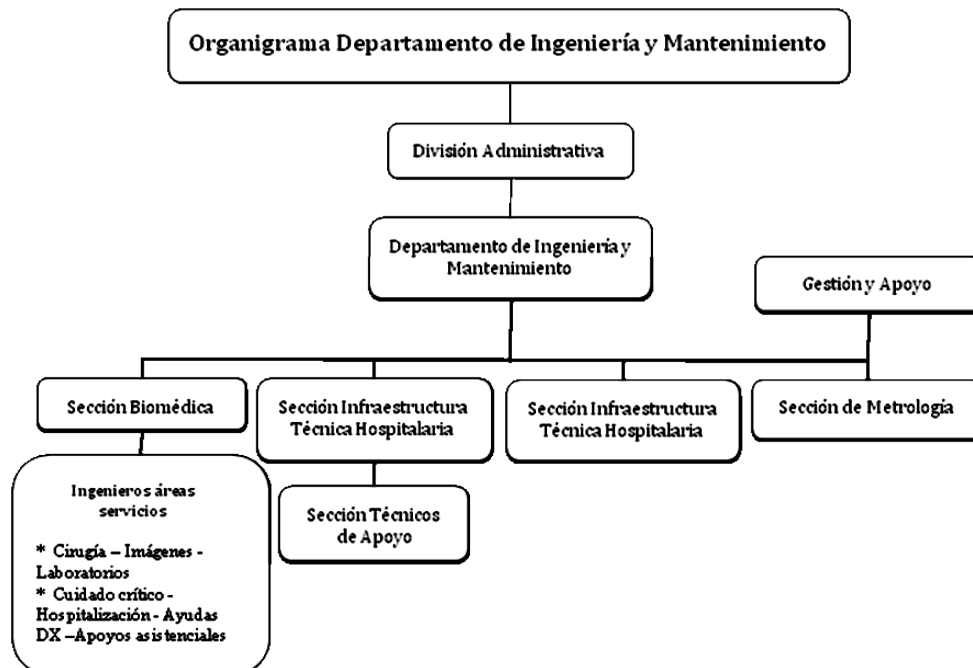 Organigrama Departamento de Ingeniería y Mantenimiento
División Administrativa
Departamento de Ingeniería y
Mantenimiento
Gestión y Apoyo
Sección Biomédica
Sección Infraestructura
Técnica Hospitalaria
Sección Infraestructura
Técnica Hospitalaria
Sección de Metrología
Ingenieros áreas
servicios
* Cirugía – Imágenes -
Laboratorios
* Cuidado crítico -
Hospitalización - Ayudas
DX –Apoyos asistenciales
Sección Técnicos
de Apoyo